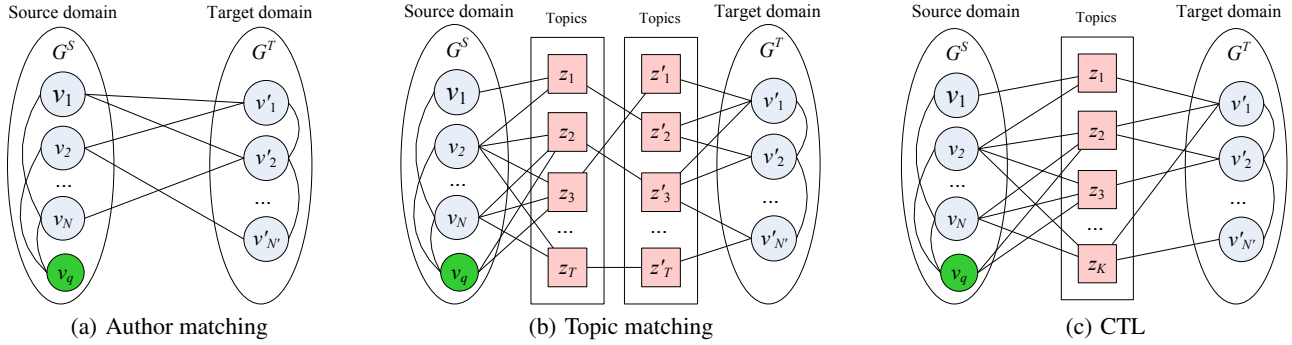 Source domain
Target domain
G^S
G^T
v_1
v_2
...
v_N
v_q
v'_1
v'_2
...
v'_N'
(a) Author matching
Source domain
Topics
Topics
Target domain
G^S
G^T
v_1
v_2
...
v_N
v_q
z_1
z_2
z_3
...
z_T
z'_1
z'_2
z'_3
...
z'_T
v'_1
v'_2
...
v'_N'
(b) Topic matching
Source domain
Topics
Target domain
G^S
G^T
v_1
v_2
...
v_N
v_q
z_1
z_2
z_3
...
z_K
v'_1
v'_2
...
v'_N'
(c) CTL